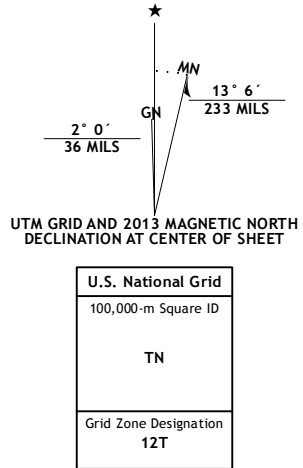 ★
MN
GN
13° 6´
233 MILS
2° 0´
36 MILS
UTM GRID AND 2013 MAGNETIC NORTH
DECLINATION AT CENTER OF SHEET
U.S. National Grid
100,000-m Square ID
TN
Grid Zone Designation
12T